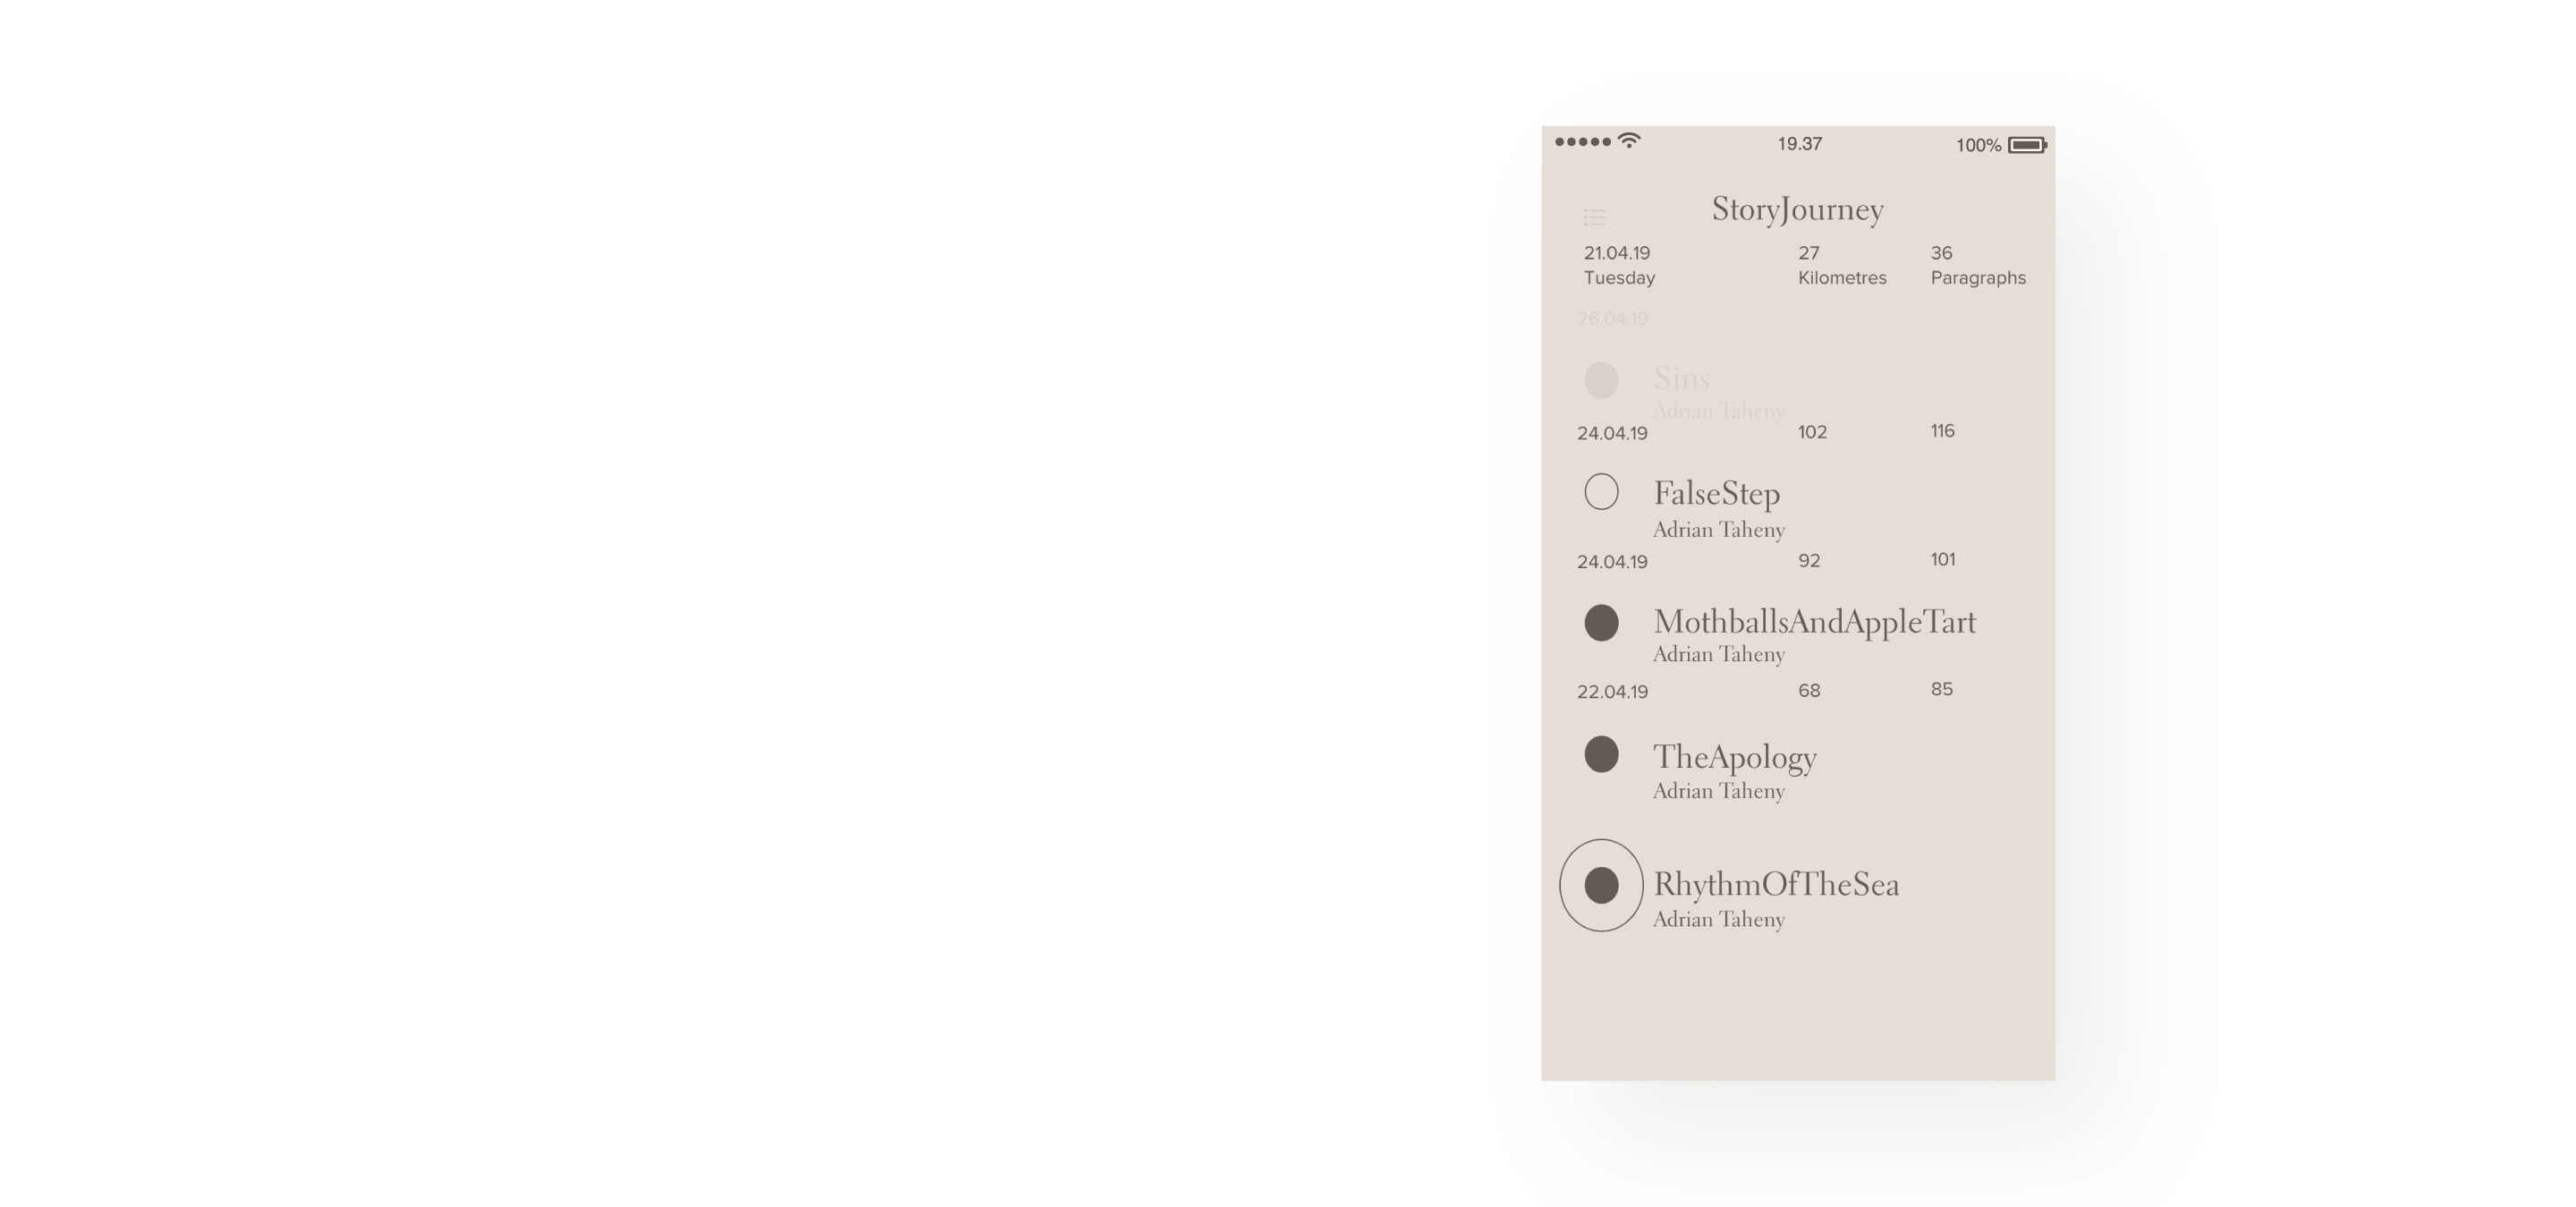 19.37
100%
StoryJourney
21.04.19 27 36
Tuesday Kilometres Paragraphs
26.04.19
Sins
Adrian Taheny
24.04.19 102 116
FalseStep
Adrian Taheny
24.04.19 92 101
MothballsAndAppleTart
Adrian Taheny
22.04.19 68 85
TheApology
Adrian Taheny
RhythmOfTheSea
Adrian Taheny